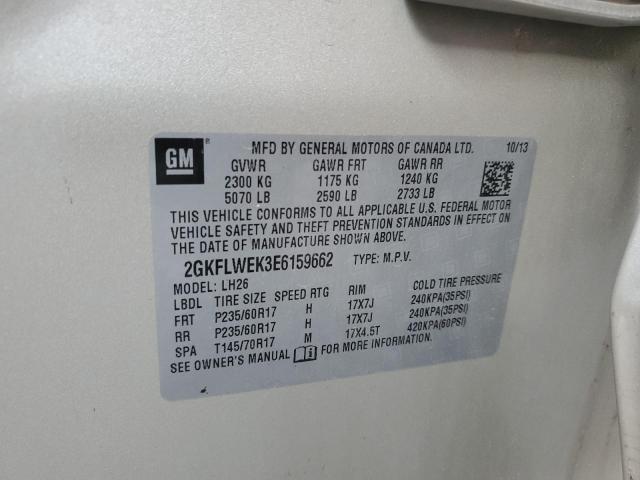 GM MFD BY GENERAL MOTORS OF CANADA LTD. 10/13
GVWR GAWR FRT GAWR RR
2300 KG 1175 KG 1240 KG
5070 LB 2590 LB 2733 LB
THIS VEHICLE CONFORMS TO ALL APPLICABLE U.S. FEDERAL MOTOR
VEHICLE SAFETY AND THEFT PREVENTION STANDARDS IN EFFECT ON
THE DATE OF MANUFACTURE SHOWN ABOVE.
2GKFLWEK3E6159662 TYPE: M.P.V.
MODEL: LH26
LBDL TIRE SIZE SPEED RTG RIM COLD TIRE PRESSURE
FRT P235/60R17 H 17X7J 240KPA(35PSI)
RR P235/60R17 H 17X7J 240KPA(35PSI)
SPA T145/70R17 M 17X4.5T 420KPA(60PSI)
SEE OWNER'S MANUAL FOR MORE INFORMATION.